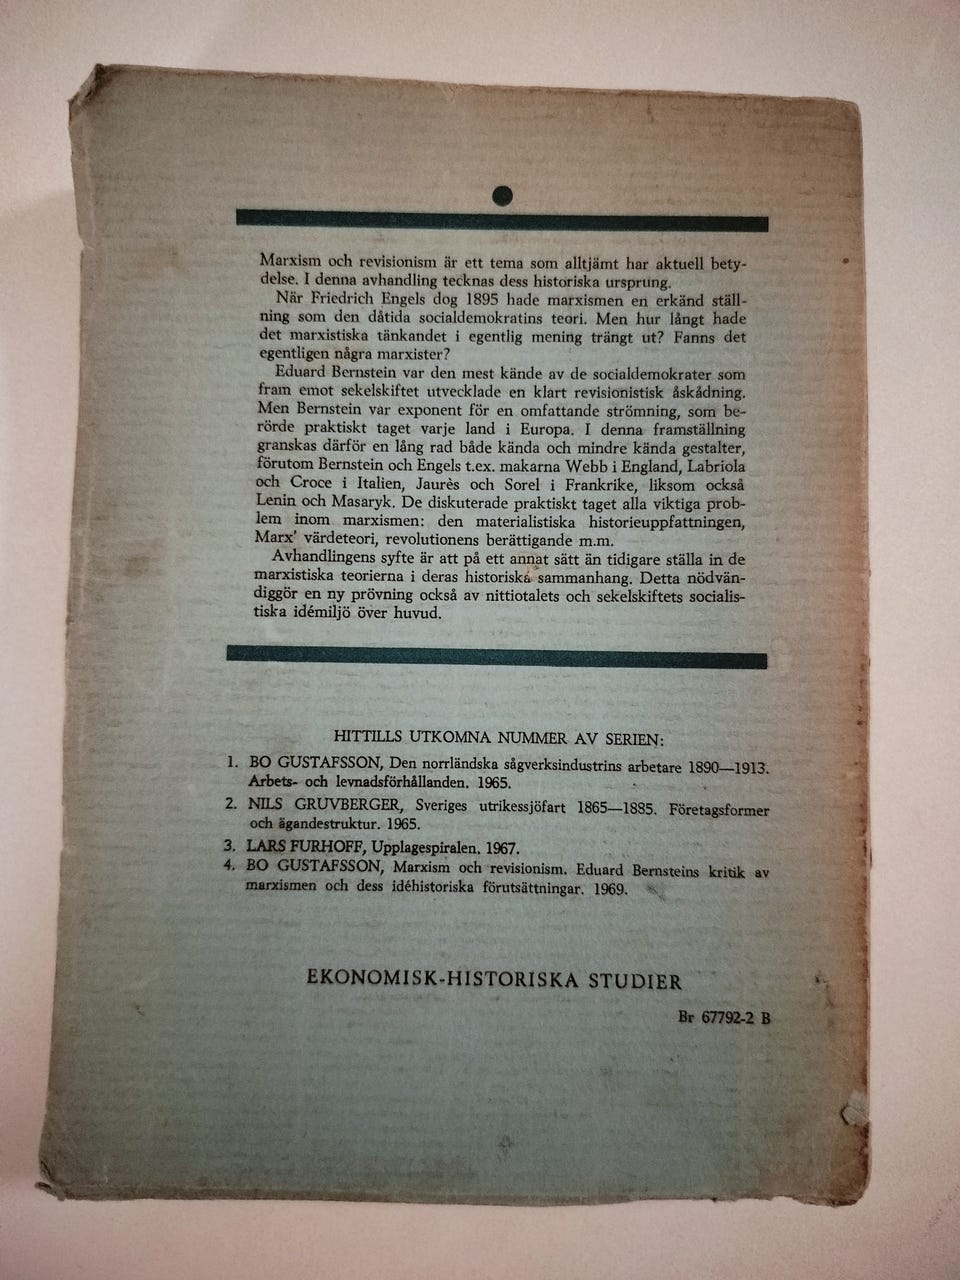 Marxism och revisionism är ett tema som alltjämt har aktuell bety-
delse. I denna avhandling tecknas dess historiska ursprung.
När Friedrich Engels dog 1895 hade marxismen en erkänd ställ-
ning som den dåtida socialdemokratins teori. Men hur långt hade
det marxistiska tänkandet i egentlig mening trängt ut? Fanns det
egentligen några marxister?
Eduard Bernstein var den mest kände av de socialdemokrater som
fram emot sekelskiftet utvecklade en klart revisionistisk åskådning.
Men Bernstein var exponent för en omfattande strömning, som be-
rörde praktiskt taget varje land i Europa. I denna framställning
granskas därför en lång rad både kända och mindre kända gestalter,
förutom Bernstein och Engels t.ex. makarna Webb i England, Labriola
och Croce i Italien, Jaurès och Sorel i Frankrike, liksom också
Lenin och Masaryk. De diskuterade praktiskt taget alla viktiga prob-
lem inom marxismen: den materialistiska historieuppfattningen,
Marx' värdeteori, revolutionens berättigande m.m.
Avhandlingens syfte är att på ett annat sätt än tidigare ställa in de
marxistiska teorierna i deras historiska sammanhang. Detta nödvän-
diggör en ny prövning också av nittiotalets och sekelskiftets socialis-
tiska idémiljö över huvud.
HITTILLS UTKOMNA NUMMER AV SERIEN:
1. BO GUSTAFSSON, Den norrländska sågverksindustrins arbetare 1890—1913.
Arbets- och levnadsförhållanden. 1965.
2. NILS GRUVBERGER, Sveriges utrikessjöfart 1865—1885. Företagsformer
och ägandestruktur. 1965.
3. LARS FURHOFF, Upplagespiralen. 1967.
4. BO GUSTAFSSON, Marxism och revisionism. Eduard Bernsteins kritik av
marxismen och dess idéhistoriska förutsättningar. 1969.
EKONOMISK-HISTORISKA STUDIER
Br 67792-2 B